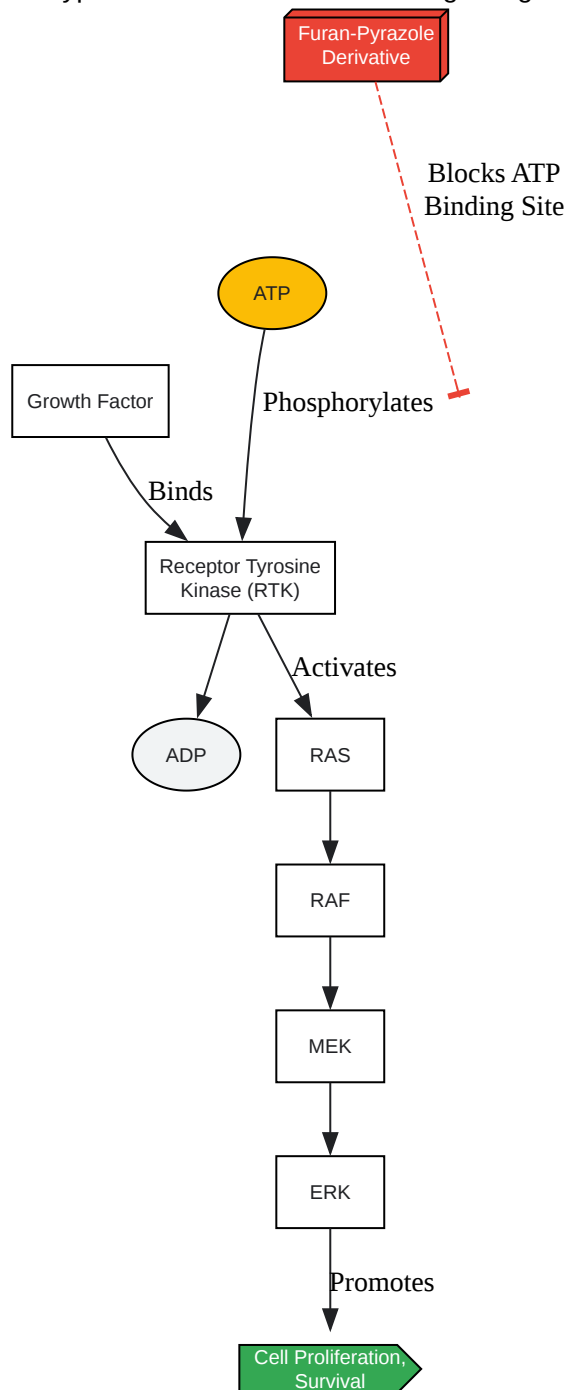 Furan-Pyrazole
Derivative
Blocks ATP
Binding Site
ATP
Growth Factor
Phosphorylates
Binds
Receptor Tyrosine
Kinase (RTK)
Activates
ADP
RAS
RAF
MEK
ERK
Promotes
Cell Proliferation,
Survival